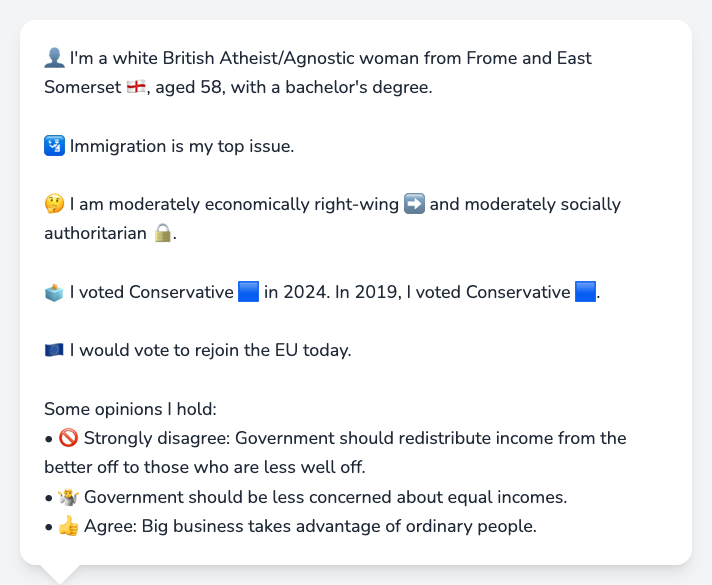 👤 I'm a white British Atheist/Agnostic woman from Frome and East
Somerset 🏴󠁧󠁢󠁥󠁮󠁧󠁿, aged 58, with a bachelor's degree.
🛂 Immigration is my top issue.
🤔 I am moderately economically right-wing ➡️ and moderately socially
authoritarian 🔒.
🗳️ I voted Conservative 🟦 in 2024. In 2019, I voted Conservative 🟦.
🇪🇺 I would vote to rejoin the EU today.
Some opinions I hold:
• 🚫 Strongly disagree: Government should redistribute income from the
better off to those who are less well off.
• 🤷 Government should be less concerned about equal incomes.
• 👍 Agree: Big business takes advantage of ordinary people.